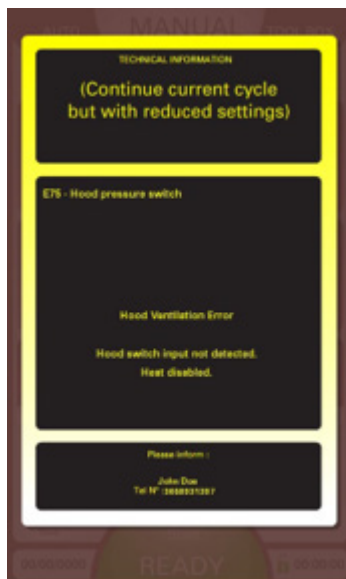 MANUAL
TECHNICAL INFORMATION
(Continue current cycle
but with reduced settings)
E75 - Hood pressure switch
Hood Ventilation Error
Hood switch input not detected.
Heat disabled.
Please inform :
John Doe
Tel N° :
READY